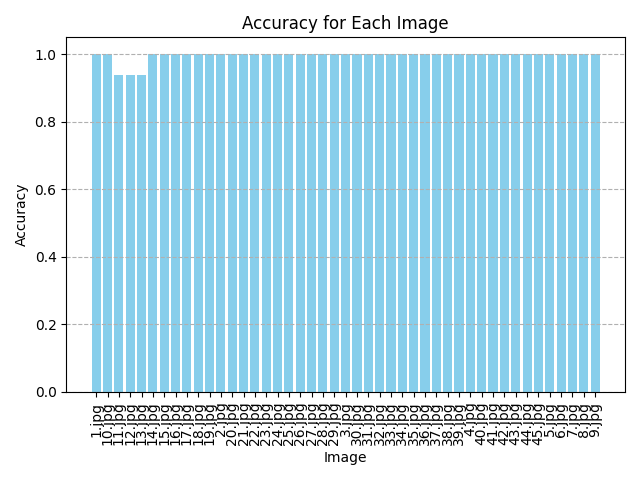 Accuracy for Each Image
1.0
0.8
0.6
0.4
0.2
0.0
Accuracy
1.jpg
10.jpg
11.jpg
12.jpg
13.jpg
14.jpg
15.jpg
16.jpg
17.jpg
18.jpg
19.jpg
2.jpg
20.jpg
21.jpg
22.jpg
23.jpg
24.jpg
25.jpg
26.jpg
27.jpg
28.jpg
29.jpg
3.jpg
30.jpg
31.jpg
32.jpg
33.jpg
34.jpg
35.jpg
36.jpg
37.jpg
38.jpg
39.jpg
4.jpg
40.jpg
41.jpg
42.jpg
43.jpg
44.jpg
45.jpg
5.jpg
6.jpg
7.jpg
8.jpg
9.jpg
Image